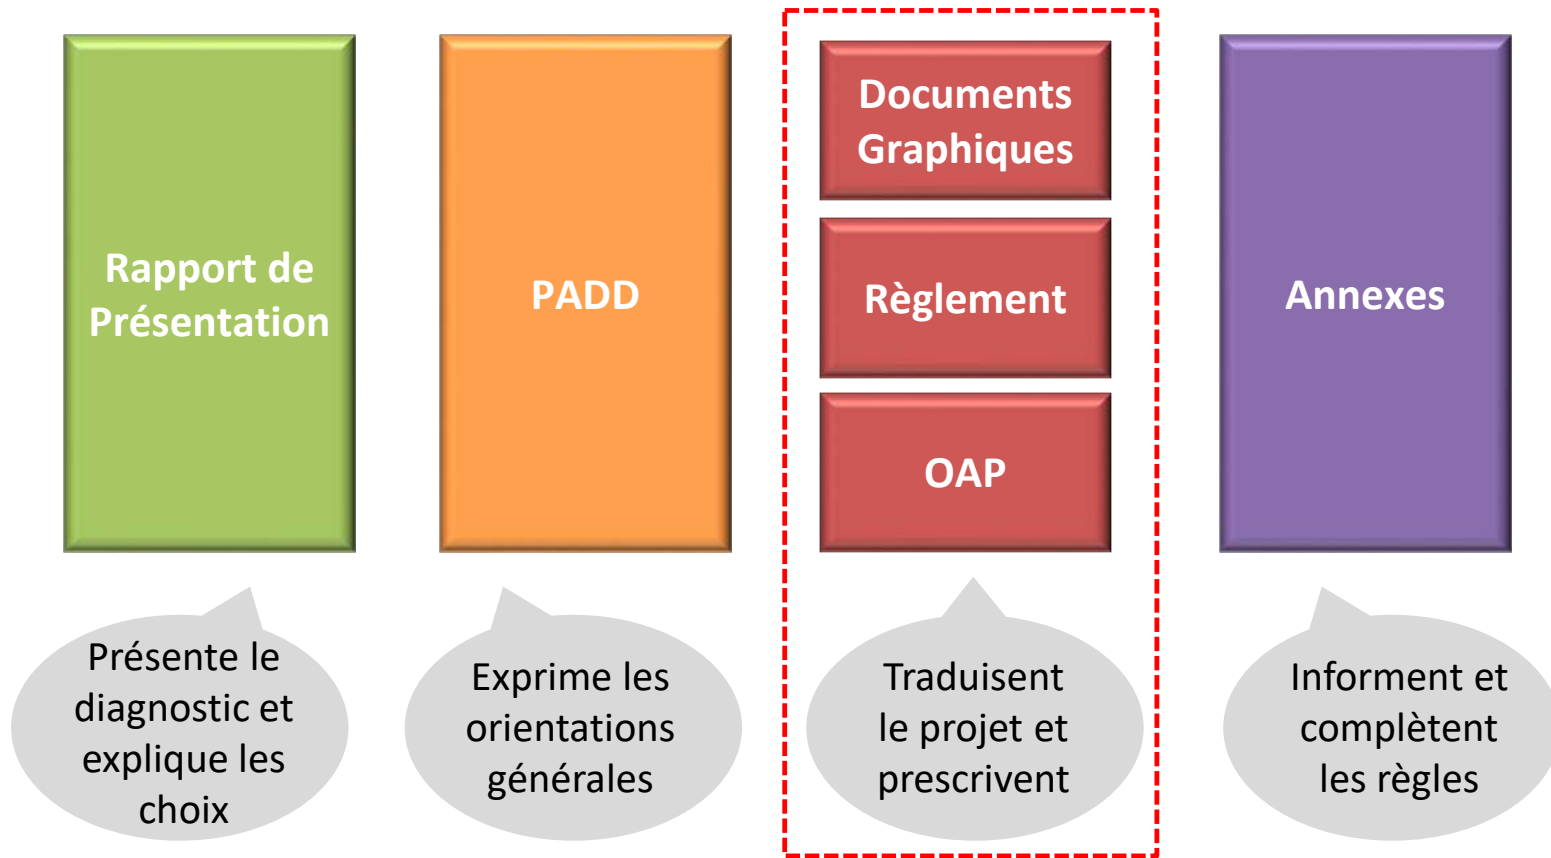 Rapport de
Présentation
PADD
Documents
Graphiques
Règlement
OAP
Annexes
Présente le
diagnostic et
explique les
choix
Exprime les
orientations
générales
Traduisent
le projet et
prescrivent
Informent et
complètent
les règles